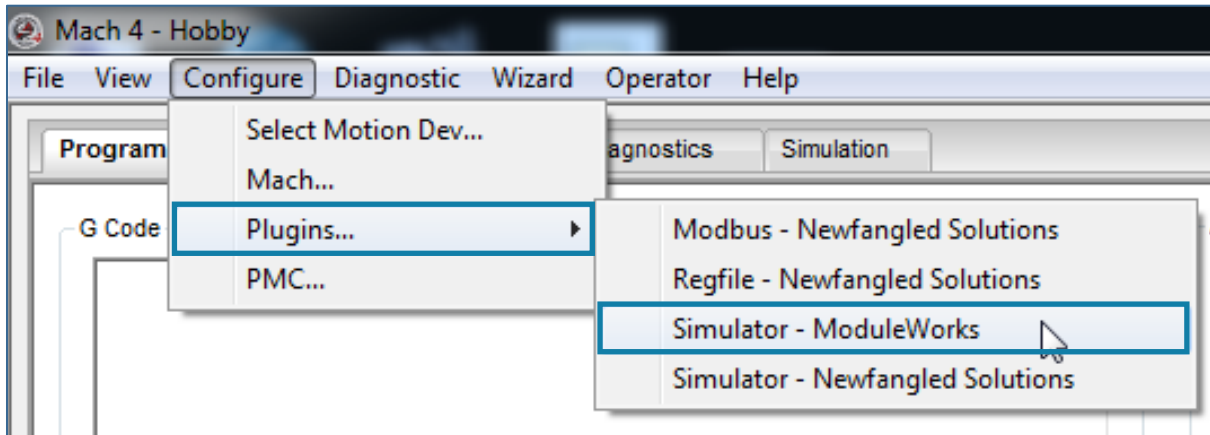 Mach 4 - Hobby
File View Configure Diagnostic Wizard Operator Help
Program
agnostics
Simulation
G Code
Select Motion Dev...
Mach...
Plugins...
PMC...
Modbus - Newfangled Solutions
Regfile - Newfangled Solutions
Simulator - ModuleWorks
Simulator - Newfangled Solutions